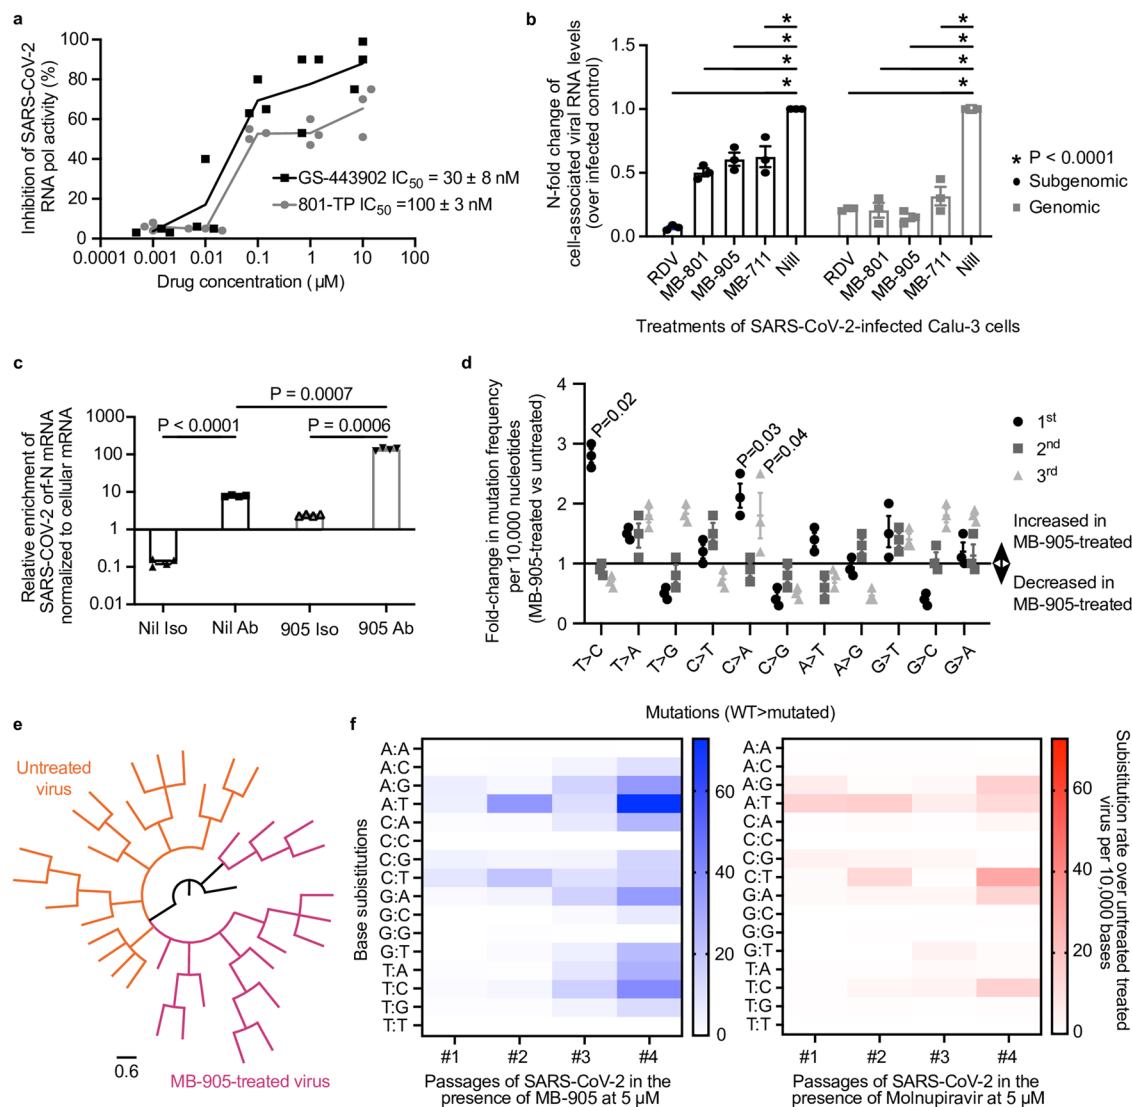 a
Inhibition of SARS-CoV-2
RNA pol activity (%)
100
80
60
40
20
0
0.0001
0.001
0.01
0.1
1
10
100
Drug concentration (µM)
GS-443902 IC50 = 30 ± 8 nM
801-TP IC50 =100 ± 3 nM
b
N-fold change of
cell-associated viral RNA levels
(over infected control)
1.5
1.0
0.5
0.0
*
*
*
*
*
*
*
*
RDV
MB-801
MB-905
MB-711
Nill
RDV
MB-801
MB-905
MB-711
Nill
Treatments of SARS-CoV-2-infected Calu-3 cells
* P < 0.0001
Subgenomic
Genomic
c
Relative enrichment of
SARS-COV-2 orf-N mRNA
normalized to cellular mRNA
1000
100
10
1
0.1
0.01
P = 0.0007
P < 0.0001
P = 0.0006
Nil Iso
Nil Ab
905 Iso
905 Ab
d
Fold-change in mutation frequency
per 10,000 nucleotides
(MB-905-treated vs untreated)
4
3
2
1
0
P=0.02
P=0.03
P=0.04
T>C
T>A
T>G
C>T
C>A
C>G
A>T
A>G
G>T
G>C
G>A
Mutations (WT>mutated)
1st
2nd
3rd
Increased in
MB-905-treated
Decreased in
MB-905-treated
e
Untreated
virus
0.6
MB-905-treated virus
f
Base subistitutions
A:A
A:C
A:G
A:T
C:A
C:C
C:G
C:T
G:A
G:C
G:G
G:T
T:A
T:C
T:G
T:T
#1
#2
#3
#4
Passages of SARS-CoV-2 in the
presence of MB-905 at 5 µM
60
40
20
0
A:A
A:C
A:G
A:T
C:A
C:C
C:G
C:T
G:A
G:C
G:G
G:T
T:A
T:C
T:G
T:T
#1
#2
#3
#4
Passages of SARS-CoV-2 in the
presence of Molnupiravir at 5 µM
60
40
20
0
Subistitution rate over untreated treated
virus per 10,000 bases